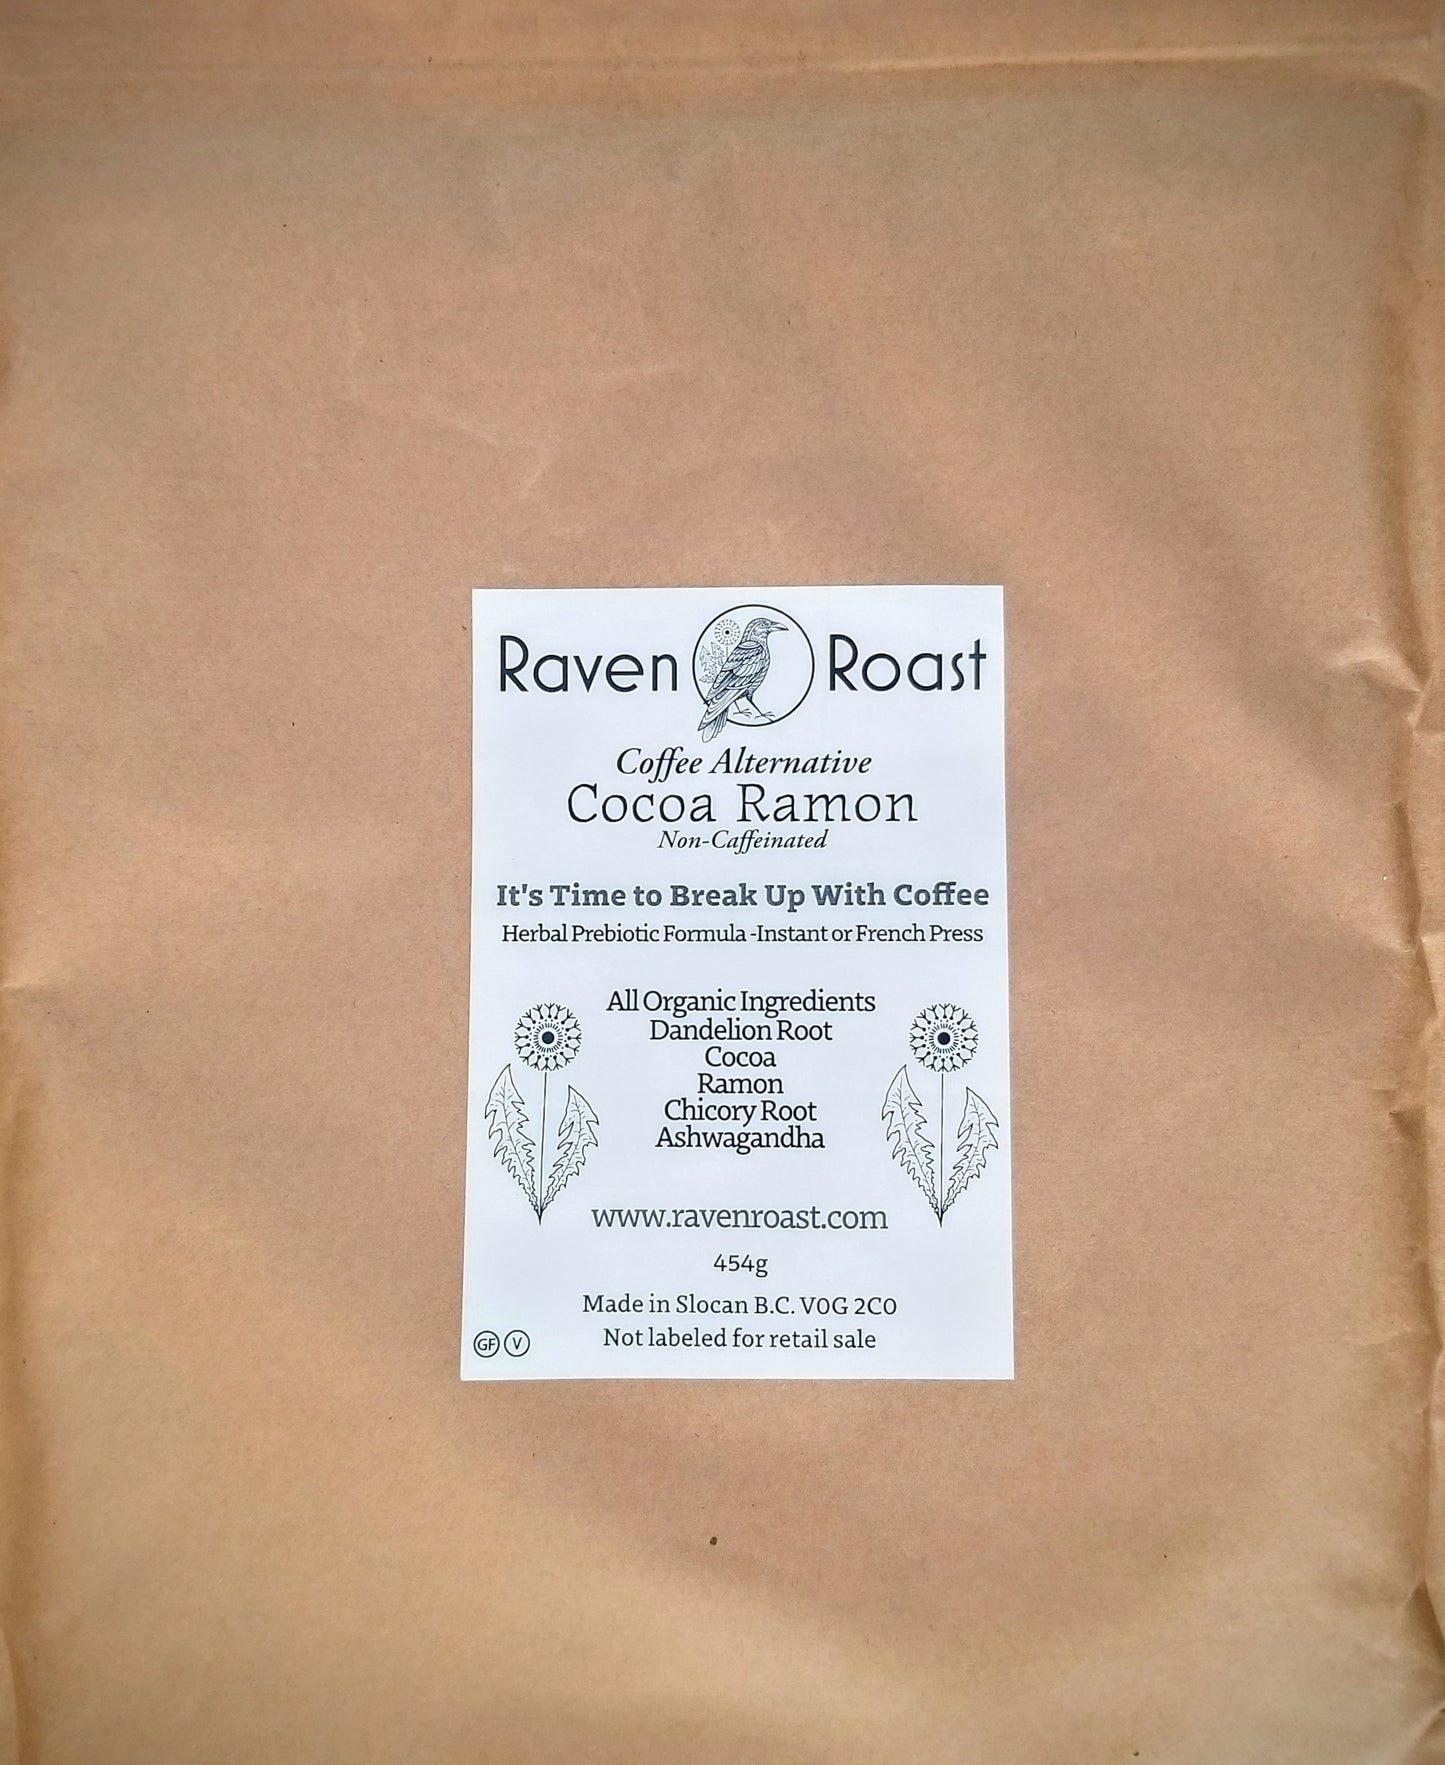 Raven Roast
Coffee Alternative
Cocoa Ramon
Non-Caffeinated
It's Time to Break Up With Coffee
Herbal Prebiotic Formula -Instant or French Press
All Organic Ingredients
Dandelion Root
Cocoa
Ramon
Chicory Root
Ashwagandha
www.ravenroast.com
454g
Made in Slocan B.C. V0G 2C0
Not labeled for retail sale
GF V